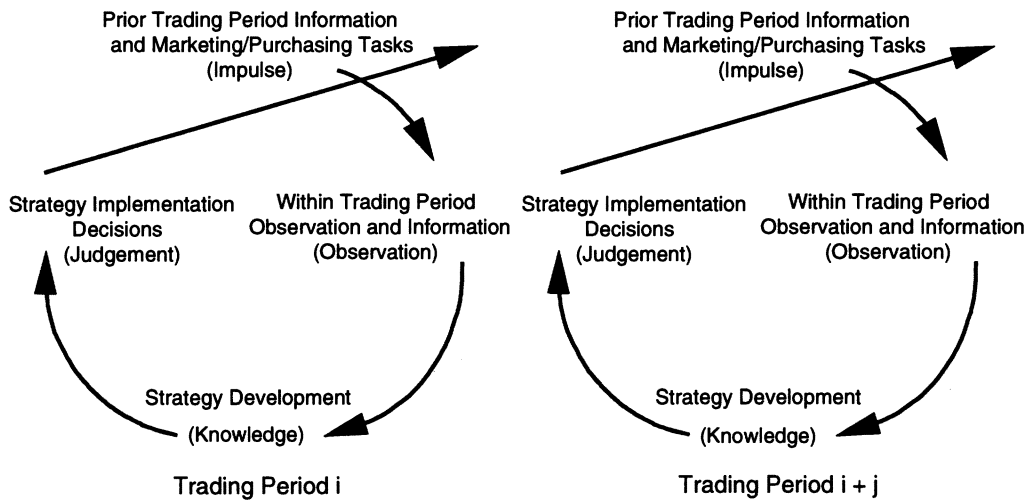 Prior Trading Period Information
and Marketing/Purchasing Tasks
(Impulse)
Strategy Implementation
Decisions
(Judgement)
Within Trading Period
Observation and Information
(Observation)
Strategy Development
(Knowledge)
Trading Period i
Prior Trading Period Information
and Marketing/Purchasing Tasks
(Impulse)
Strategy Implementation
Decisions
(Judgement)
Within Trading Period
Observation and Information
(Observation)
Strategy Development
(Knowledge)
Trading Period i + j